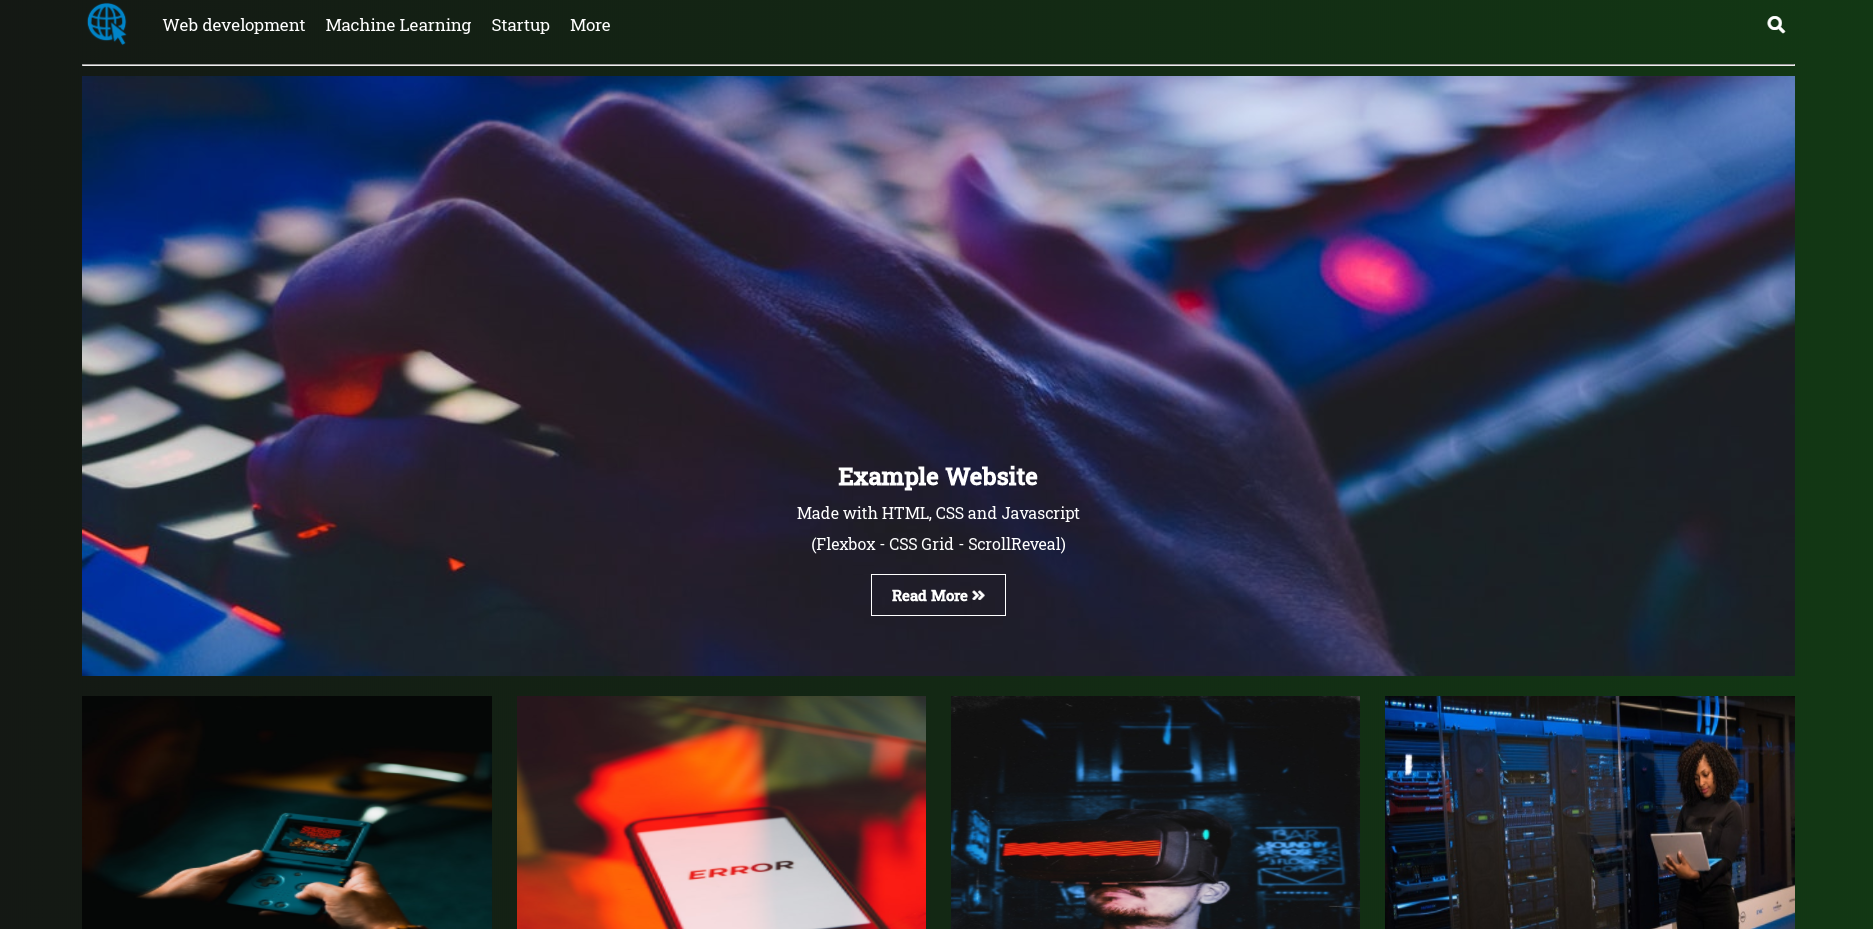 Web development Machine Learning Startup More
Example Website
Made with HTML, CSS and Javascript
(Flexbox - CSS Grid - ScrollReveal)
Read More »
ERROR
BAR